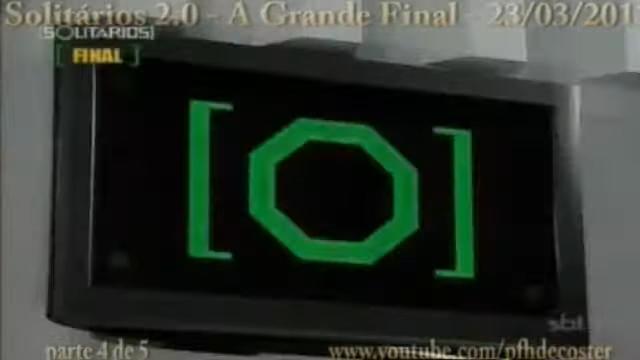 Solitários 2.0 - A Grande Final - 23/03/201
[SOLITÁRIOS]
[ FINAL ]
[O]
sbt
parte 4 de 5
www.youtube.com/pfhdecoster